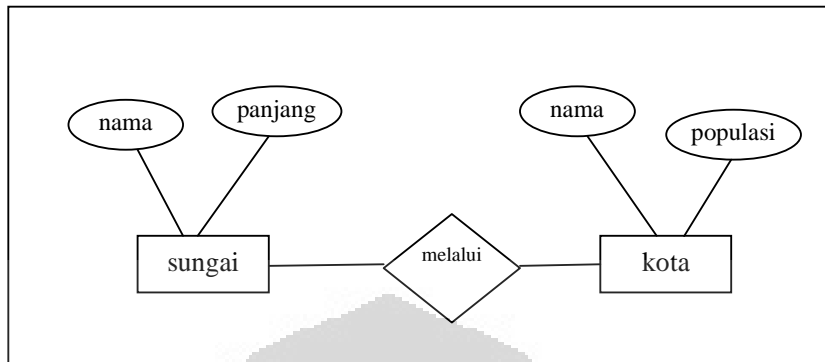 nama
panjang
nama
populasi
sungai
melalui
kota